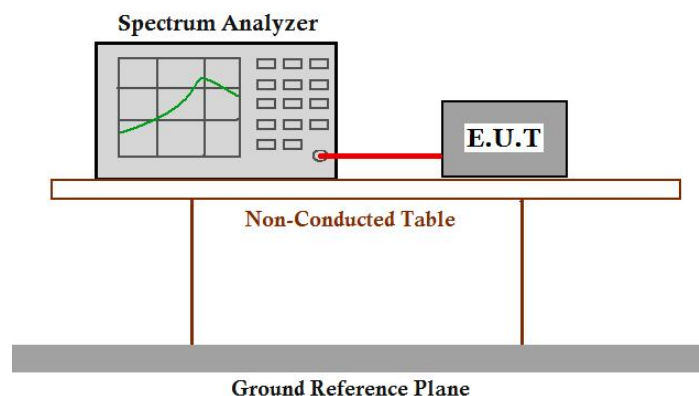 Spectrum Analyzer
E.U.T
Non-Conducted Table
Ground Reference Plane